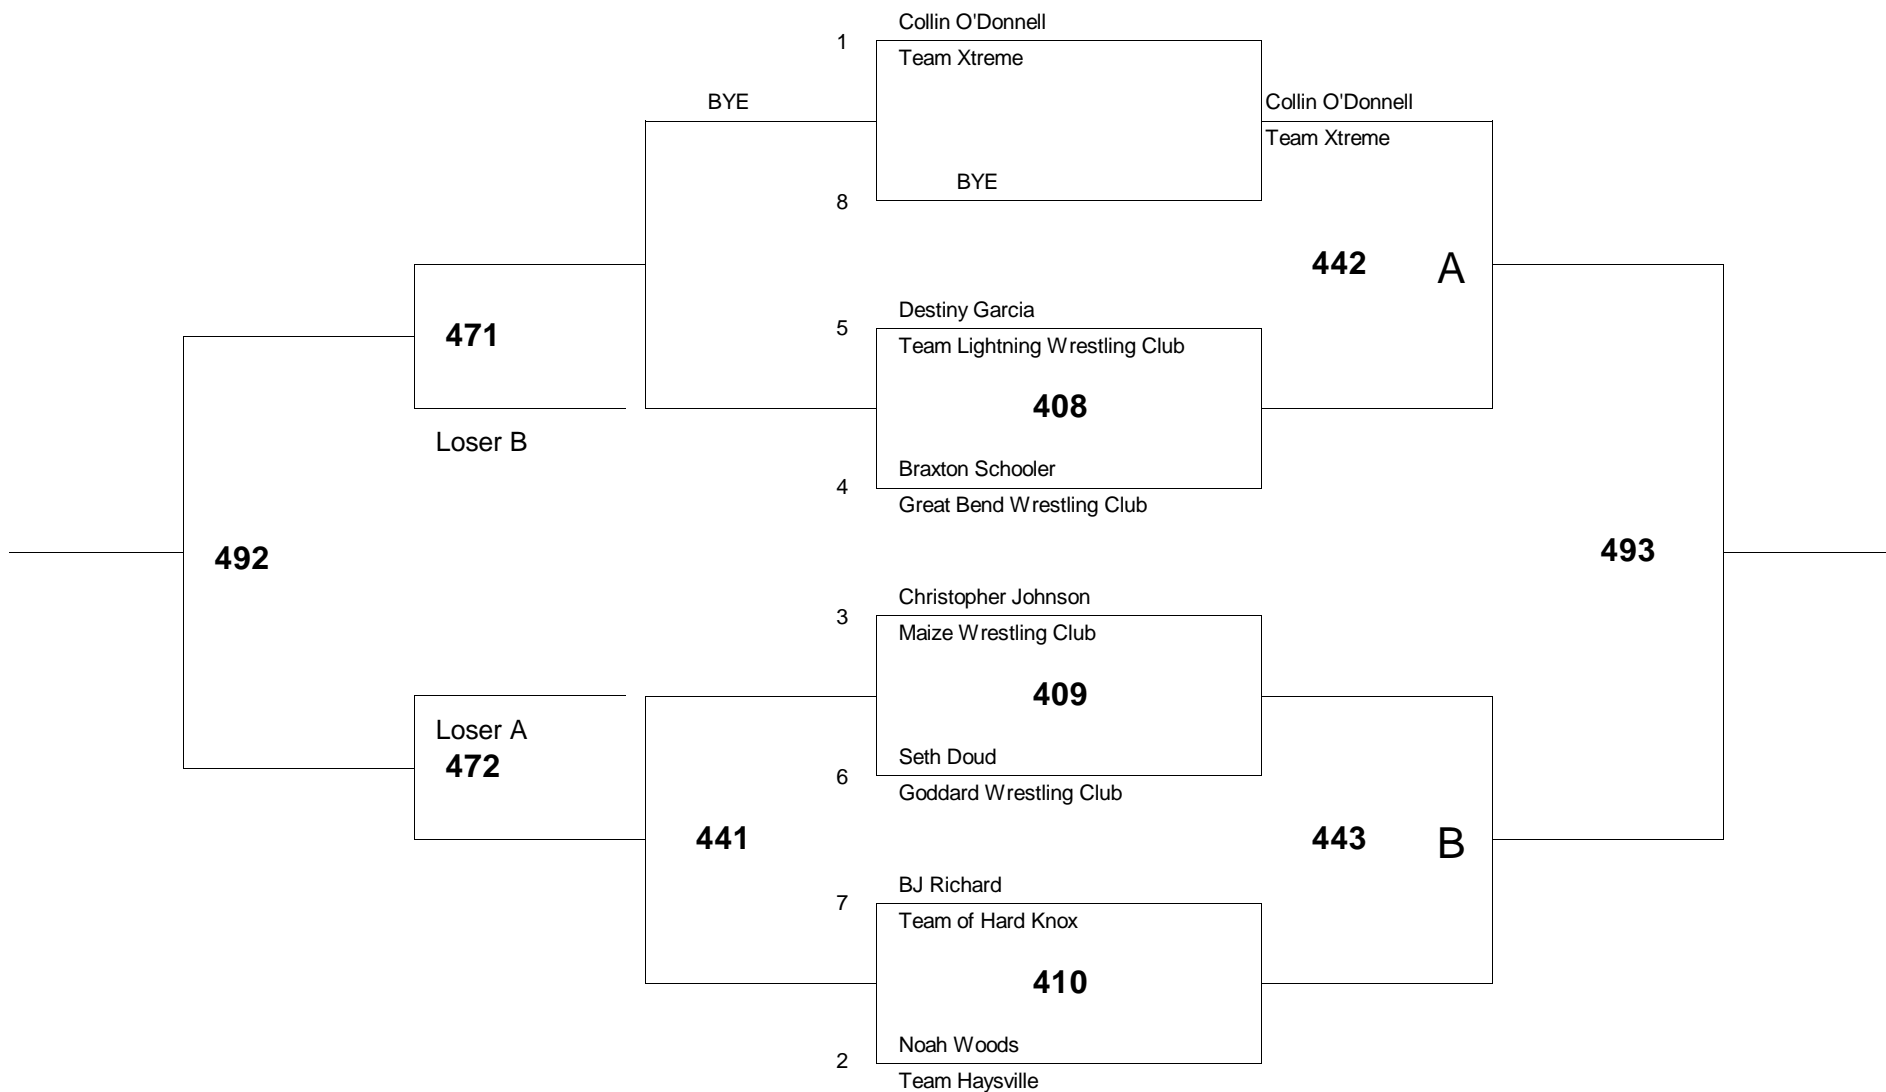 Collin O'Donnell
1
Team Xtreme
BYE
Collin O'Donnell
Team Xtreme
BYE
8
442
A
Destiny Garcia
5
471
Team Lightning Wrestling Club
408
Loser B
Braxton Schooler
4
Great Bend Wrestling Club
492
493
Christopher Johnson
3
Maize Wrestling Club
409
Loser A
472
Seth Doud
6
Goddard Wrestling Club
441
443
B
BJ Richard
7
Team of Hard Knox
410
Noah Woods
2
Team Haysville